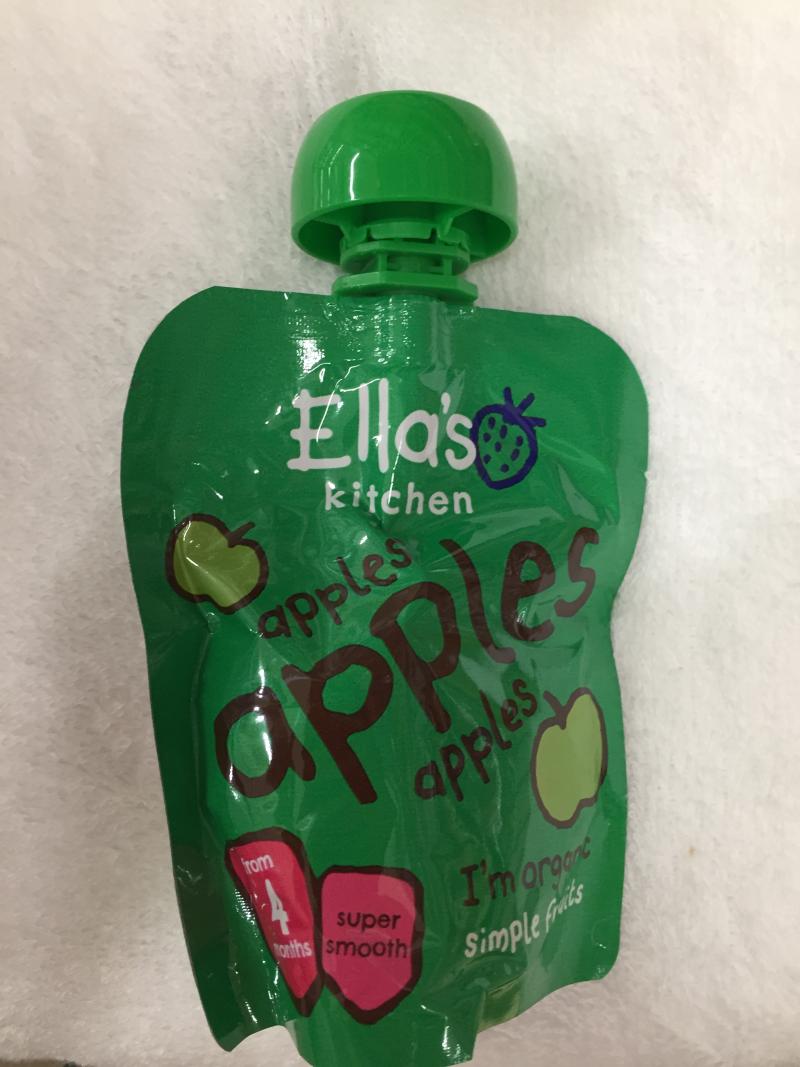 Ella's
kitchen
apples
apples
apples
from
4
months
super
smooth
I'm organic
simple fruits